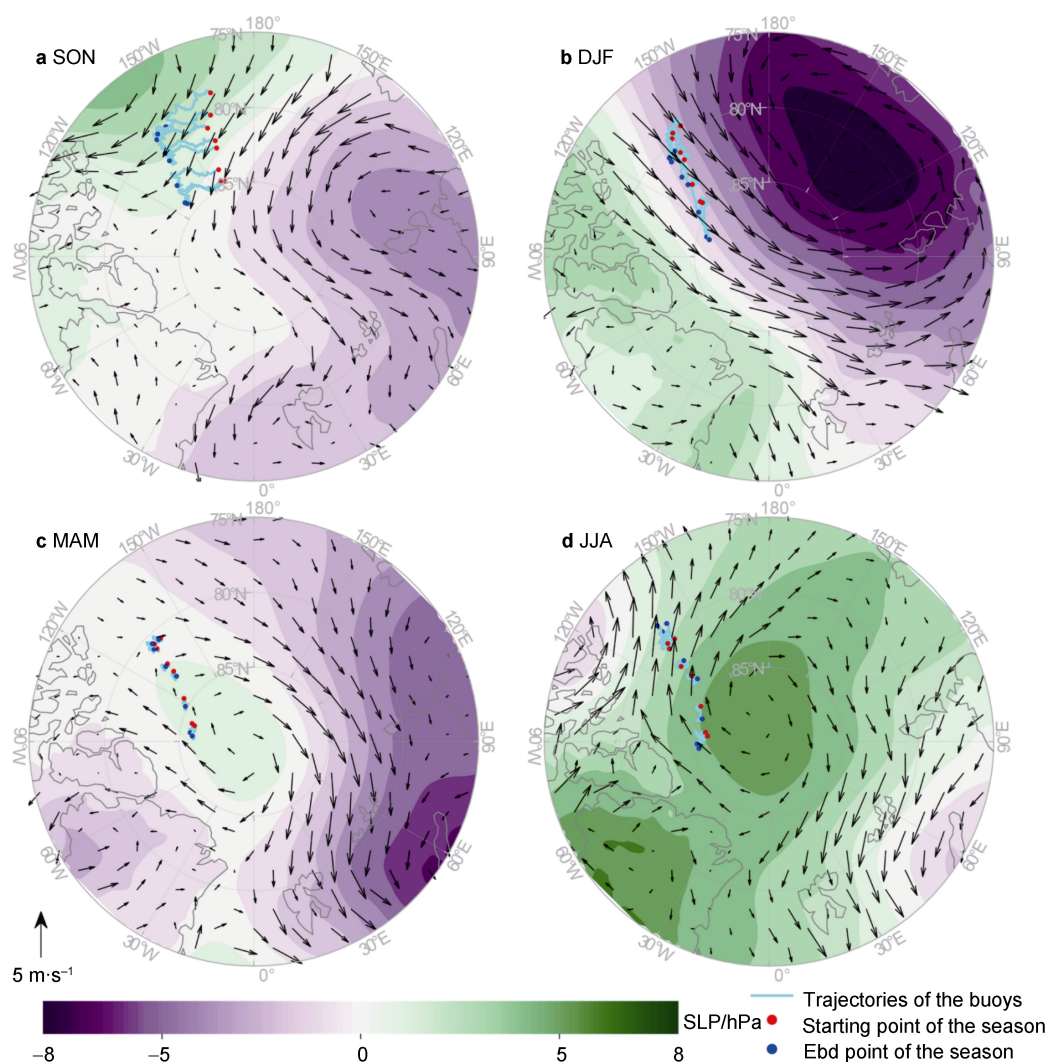 a SON
180°
75°N
150°W
150°E
80°N
120°W
120°E
85°N
90°W
90°E
60°W
60°E
30°W
30°E
0°
b DJF
180°
75°N
150°W
150°E
80°N
120°W
120°E
85°N
90°W
90°E
60°W
60°E
30°W
30°E
0°
c MAM
180°
75°N
150°W
150°E
80°N
120°W
120°E
85°N
90°W
90°E
60°W
60°E
30°W
30°E
0°
d JJA
180°
75°N
150°W
150°E
80°N
120°W
120°E
85°N
90°W
90°E
60°W
60°E
30°W
30°E
0°
5 m·s⁻¹
SLP/hPa
−8 −5 0 5 8
Trajectories of the buoys
Starting point of the season
Ebd point of the season